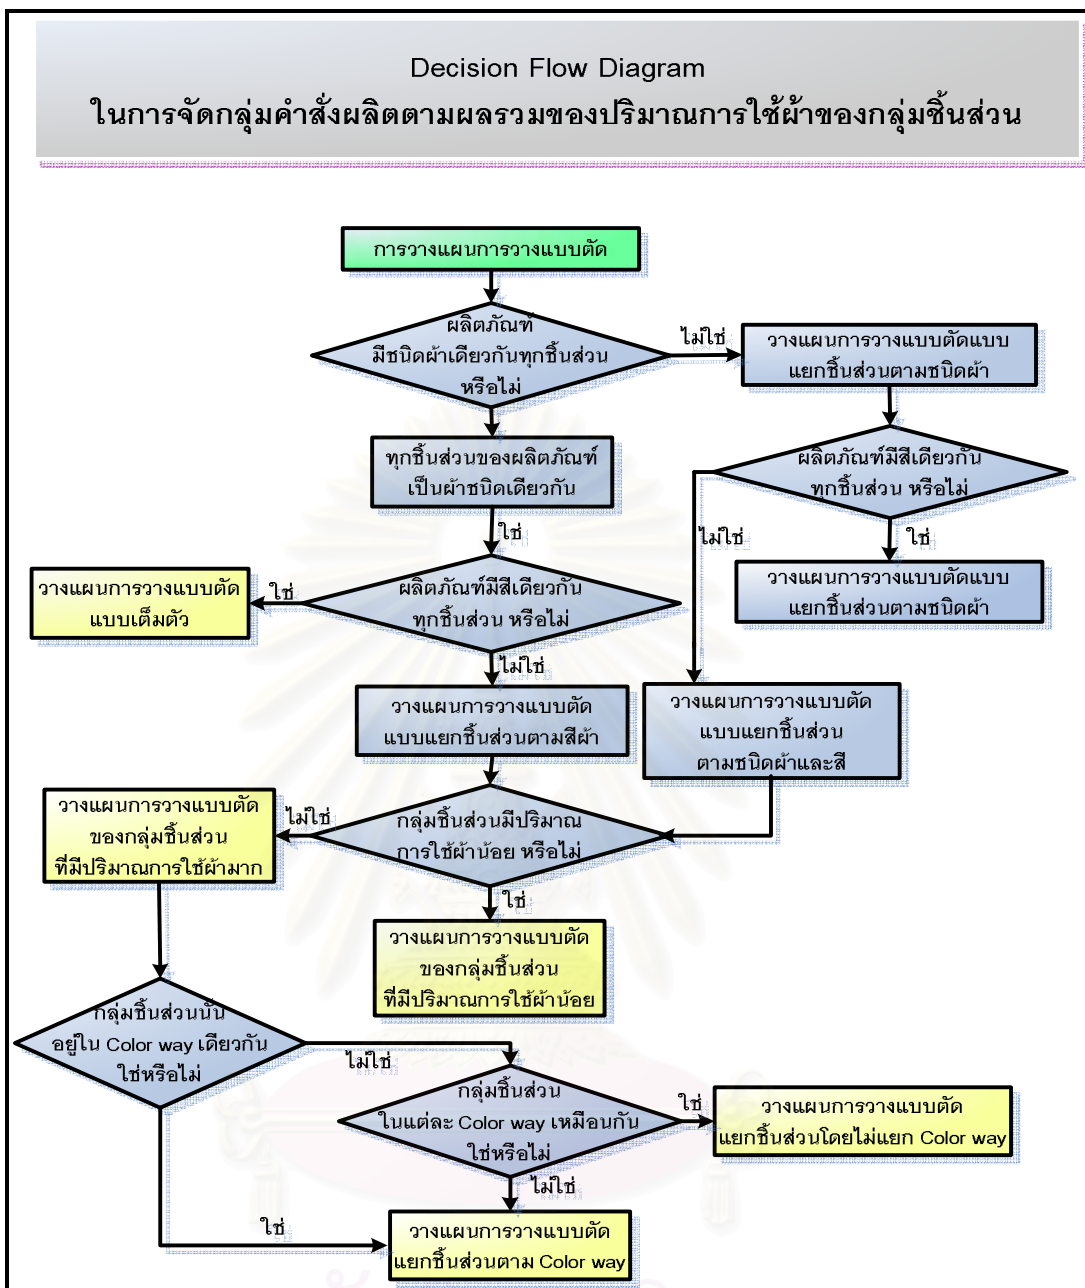 Decision Flow Diagram
ในการจัดกลุ่มคำสั่งผลิตตามผลรวมของปริมาณการใช้ผ้าของกลุ่มชิ้นส่วน
การวางแผนการวางแบบตัด
ผลิตภัณฑ์
มีชนิดผ้าเดียวกันทุกชิ้นส่วน
หรือไม่
ไม่ใช่
วางแผนการวางแบบตัดแบบ
แยกชิ้นส่วนตามชนิดผ้า
ทุกชิ้นส่วนของผลิตภัณฑ์
เป็นผ้าชนิดเดียวกัน
ผลิตภัณฑ์มีสีเดียวกัน
ทุกชิ้นส่วน หรือไม่
ใช่
ไม่ใช่
ใช่
วางแผนการวางแบบตัดแบบ
แยกชิ้นส่วนตามชนิดผ้า
วางแผนการวางแบบตัด
แบบเต็มตัว
ใช่
ผลิตภัณฑ์มีสีเดียวกัน
ทุกชิ้นส่วน หรือไม่
ไม่ใช่
วางแผนการวางแบบตัด
แบบแยกชิ้นส่วนตามสีผ้า
วางแผนการวางแบบตัด
แบบแยกชิ้นส่วน
ตามชนิดผ้าและสี
วางแผนการวางแบบตัด
ของกลุ่มชิ้นส่วน
ที่มีปริมาณการใช้ผ้ามาก
ไม่ใช่
กลุ่มชิ้นส่วนมีปริมาณ
การใช้ผ้าน้อย หรือไม่
ใช่
วางแผนการวางแบบตัด
ของกลุ่มชิ้นส่วน
ที่มีปริมาณการใช้ผ้าน้อย
กลุ่มชิ้นส่วนนั้น
อยู่ใน Color way เดียวกัน
ใช่หรือไม่
ไม่ใช่
กลุ่มชิ้นส่วน
ในแต่ละ Color way เหมือนกัน
ใช่หรือไม่
ใช่
วางแผนการวางแบบตัด
แยกชิ้นส่วนโดยไม่แยก Color way
ไม่ใช่
ใช่
วางแผนการวางแบบตัด
แยกชิ้นส่วนตาม Color way